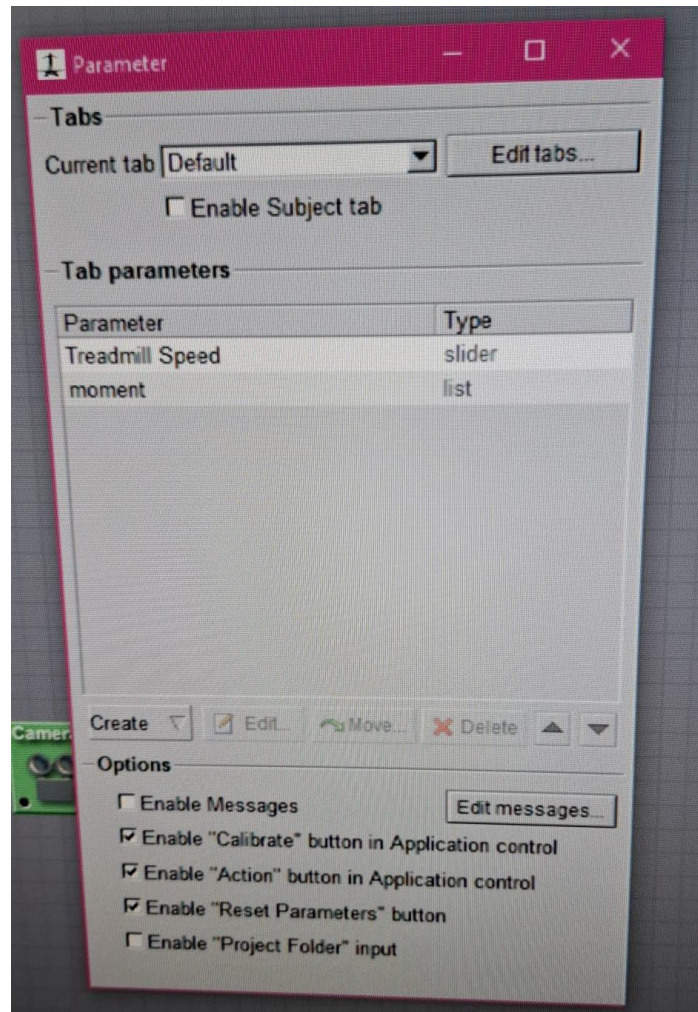 Parameter
Tabs
Current tab Default Edit tabs...
Enable Subject tab
Tab parameters
Parameter Type
Treadmill Speed slider
moment list
Create Edit... Move... Delete
Camera
Options
Enable Messages Edit messages...
Enable "Calibrate" button in Application control
Enable "Action" button in Application control
Enable "Reset Parameters" button
Enable "Project Folder" input